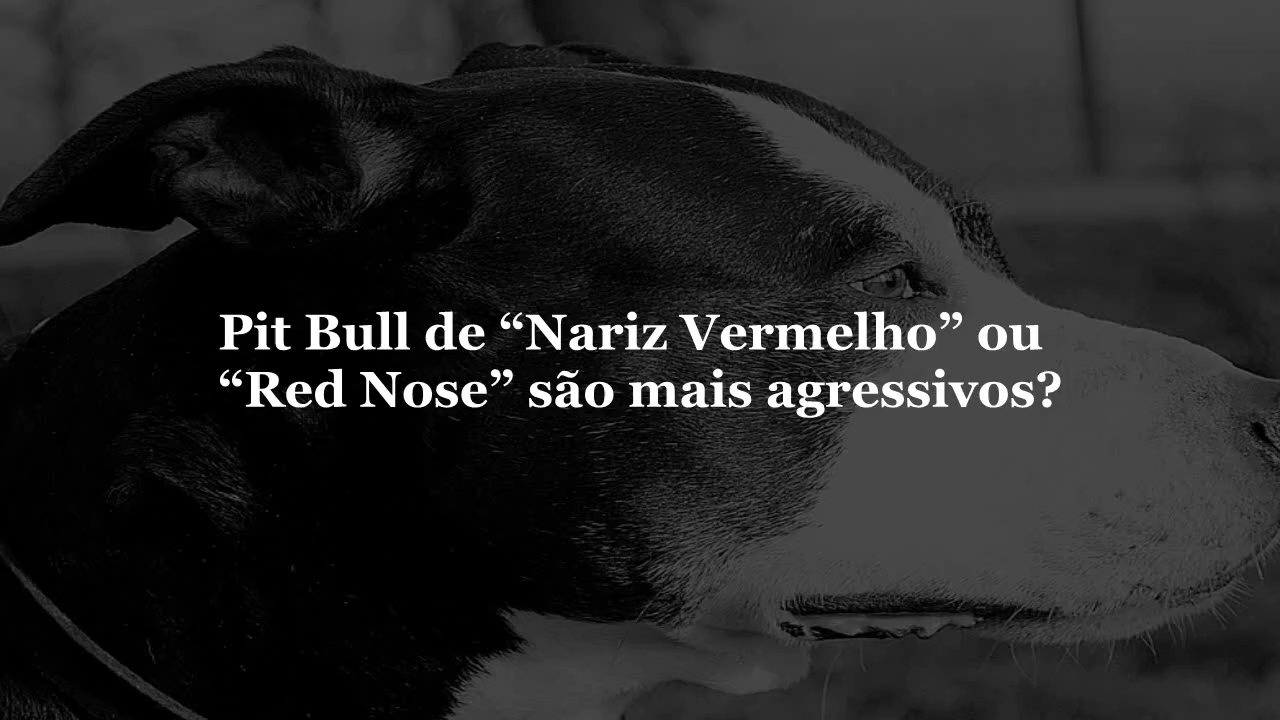 Pit Bull de “Nariz Vermelho” ou
“Red Nose” são mais agressivos?